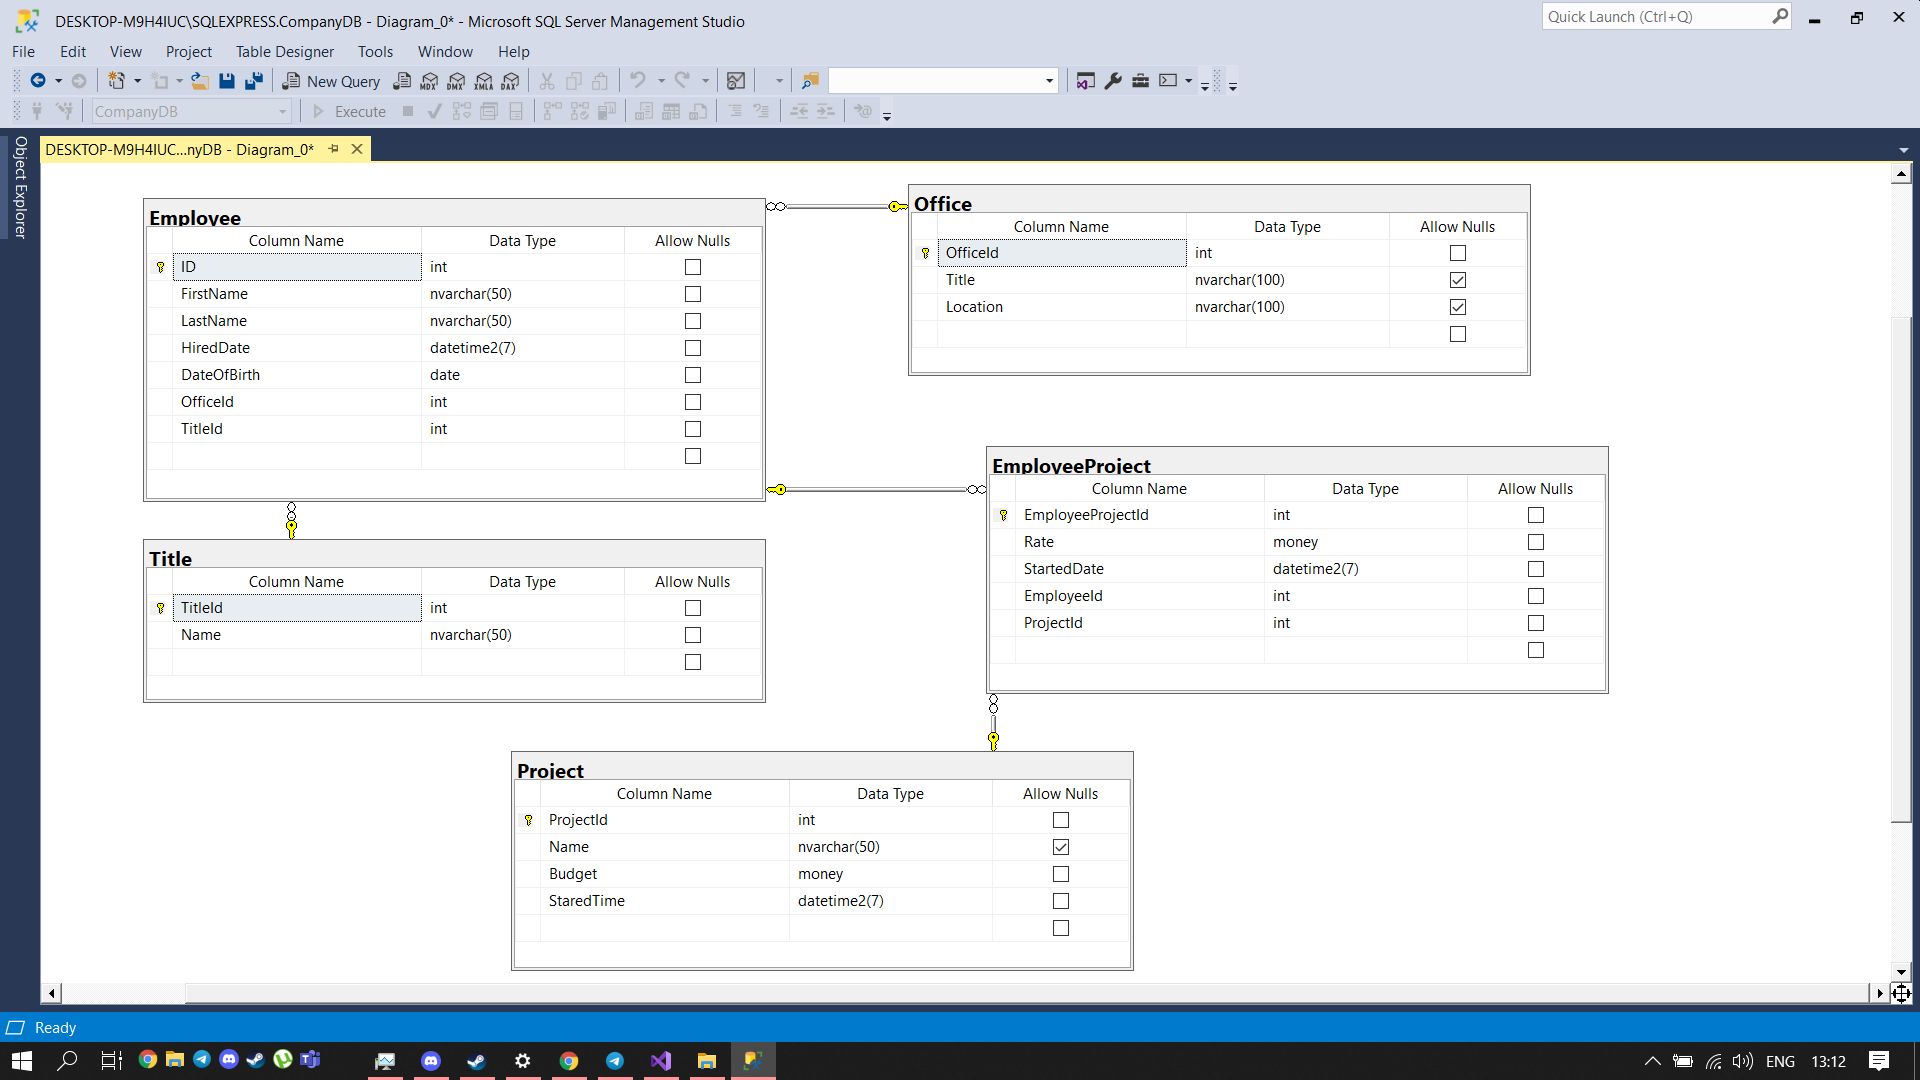 DESKTOP-M9H4IUC\SQLEXPRESS.CompanyDB - Diagram_0* - Microsoft SQL Server Management Studio
Quick Launch (Ctrl+Q)
File Edit View Project Table Designer Tools Window Help
New Query MDX DMX XMLA DAX
CompanyDB Execute
Object Explorer
DESKTOP-M9H4IUC...nyDB - Diagram_0*
Employee
Column Name Data Type Allow Nulls
ID int
FirstName nvarchar(50)
LastName nvarchar(50)
HiredDate datetime2(7)
DateOfBirth date
OfficeId int
TitleId int
Office
Column Name Data Type Allow Nulls
OfficeId int
Title nvarchar(100)
Location nvarchar(100)
EmployeeProject
Column Name Data Type Allow Nulls
EmployeeProjectId int
Rate money
StartedDate datetime2(7)
EmployeeId int
ProjectId int
Title
Column Name Data Type Allow Nulls
TitleId int
Name nvarchar(50)
Project
Column Name Data Type Allow Nulls
ProjectId int
Name nvarchar(50)
Budget money
StaredTime datetime2(7)
Ready
ENG 13:12